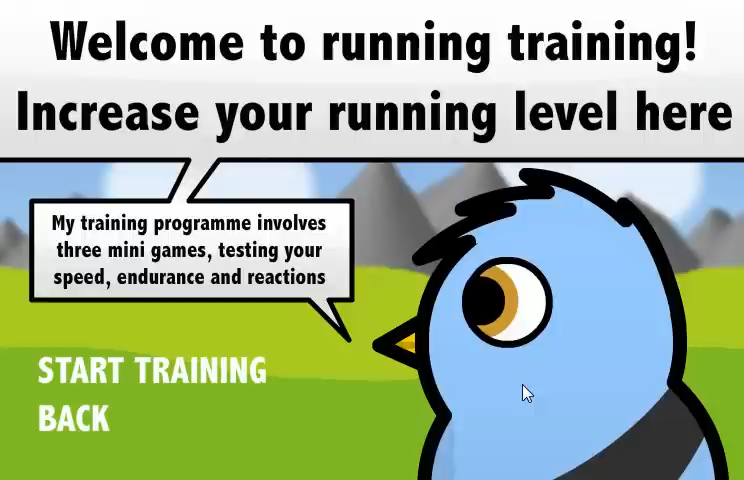 Welcome to running training!
Increase your running level here
My training programme involves
three mini games, testing your
speed, endurance and reactions
START TRAINING
BACK